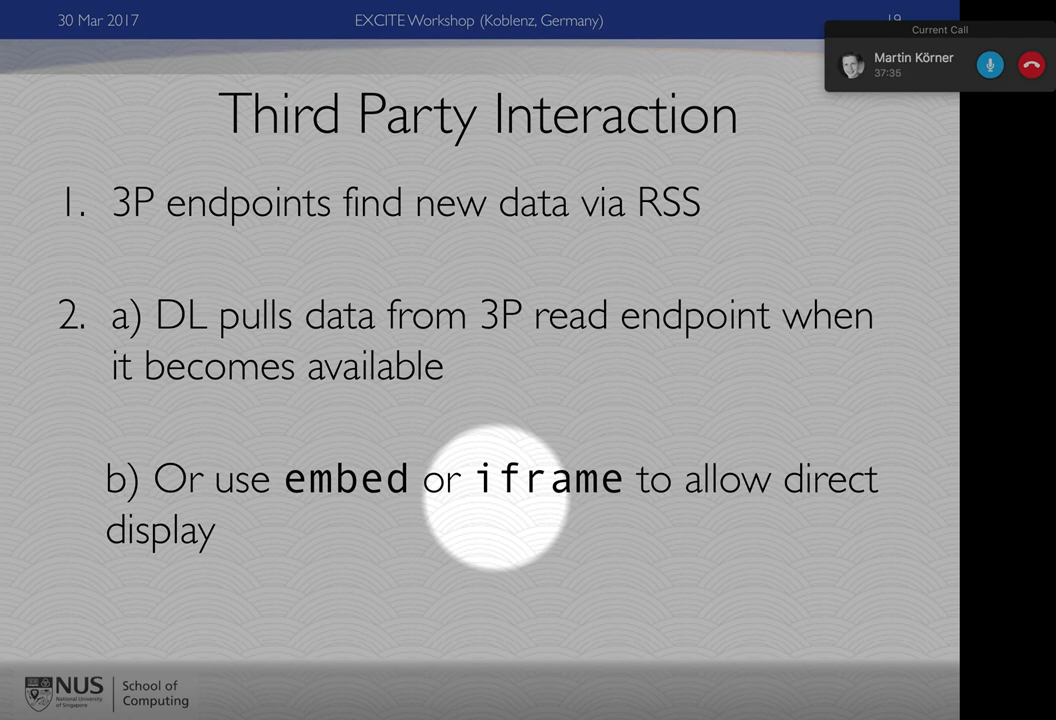 30 Mar 2017
EXCITE Workshop (Koblenz, Germany)
19
Current Call
Martin Körner
37:35
Third Party Interaction
1. 3P endpoints find new data via RSS
2. a) DL pulls data from 3P read endpoint when
it becomes available
b) Or use embed or iframe to allow direct
display
NUS
National University
of Singapore
School of
Computing